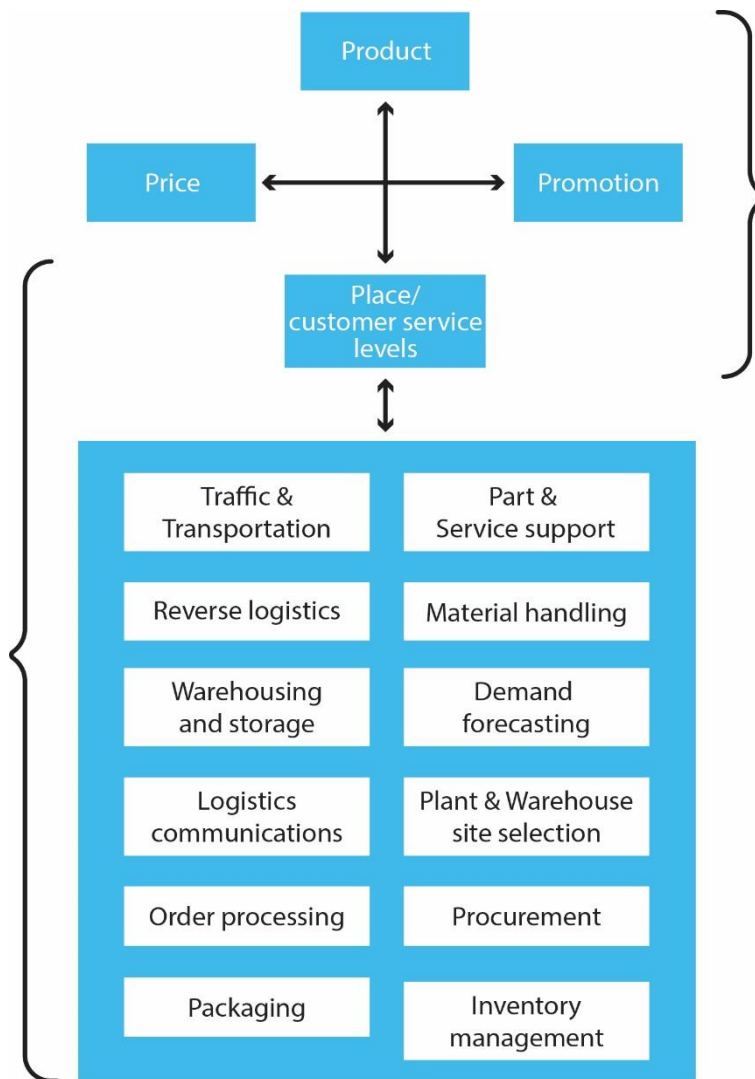 Product
Price
Promotion
Place/
customer service
levels
Traffic &
Transportation
Part &
Service support
Reverse logistics
Material handling
Warehousing
and storage
Demand
forecasting
Logistics
communications
Plant & Warehouse
site selection
Order processing
Procurement
Packaging
Inventory
management